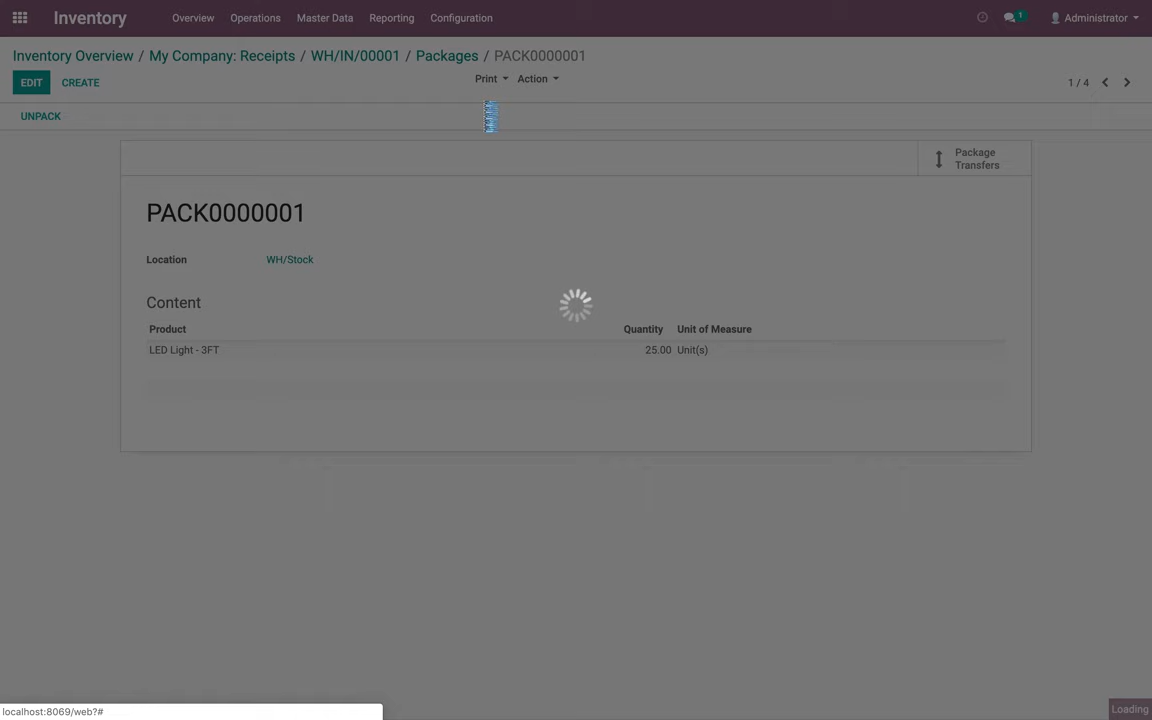 Inventory Overview Operations Master Data Reporting Configuration 1 Administrator
Inventory Overview / My Company: Receipts / WH/IN/00001 / Packages / PACK0000001
EDIT CREATE Print Action 1 / 4
UNPACK
Package
Transfers
PACK0000001
Location WH/Stock
Content
Product Quantity Unit of Measure
LED Light - 3FT 25.00 Unit(s)
localhost:8069/web?# Loading